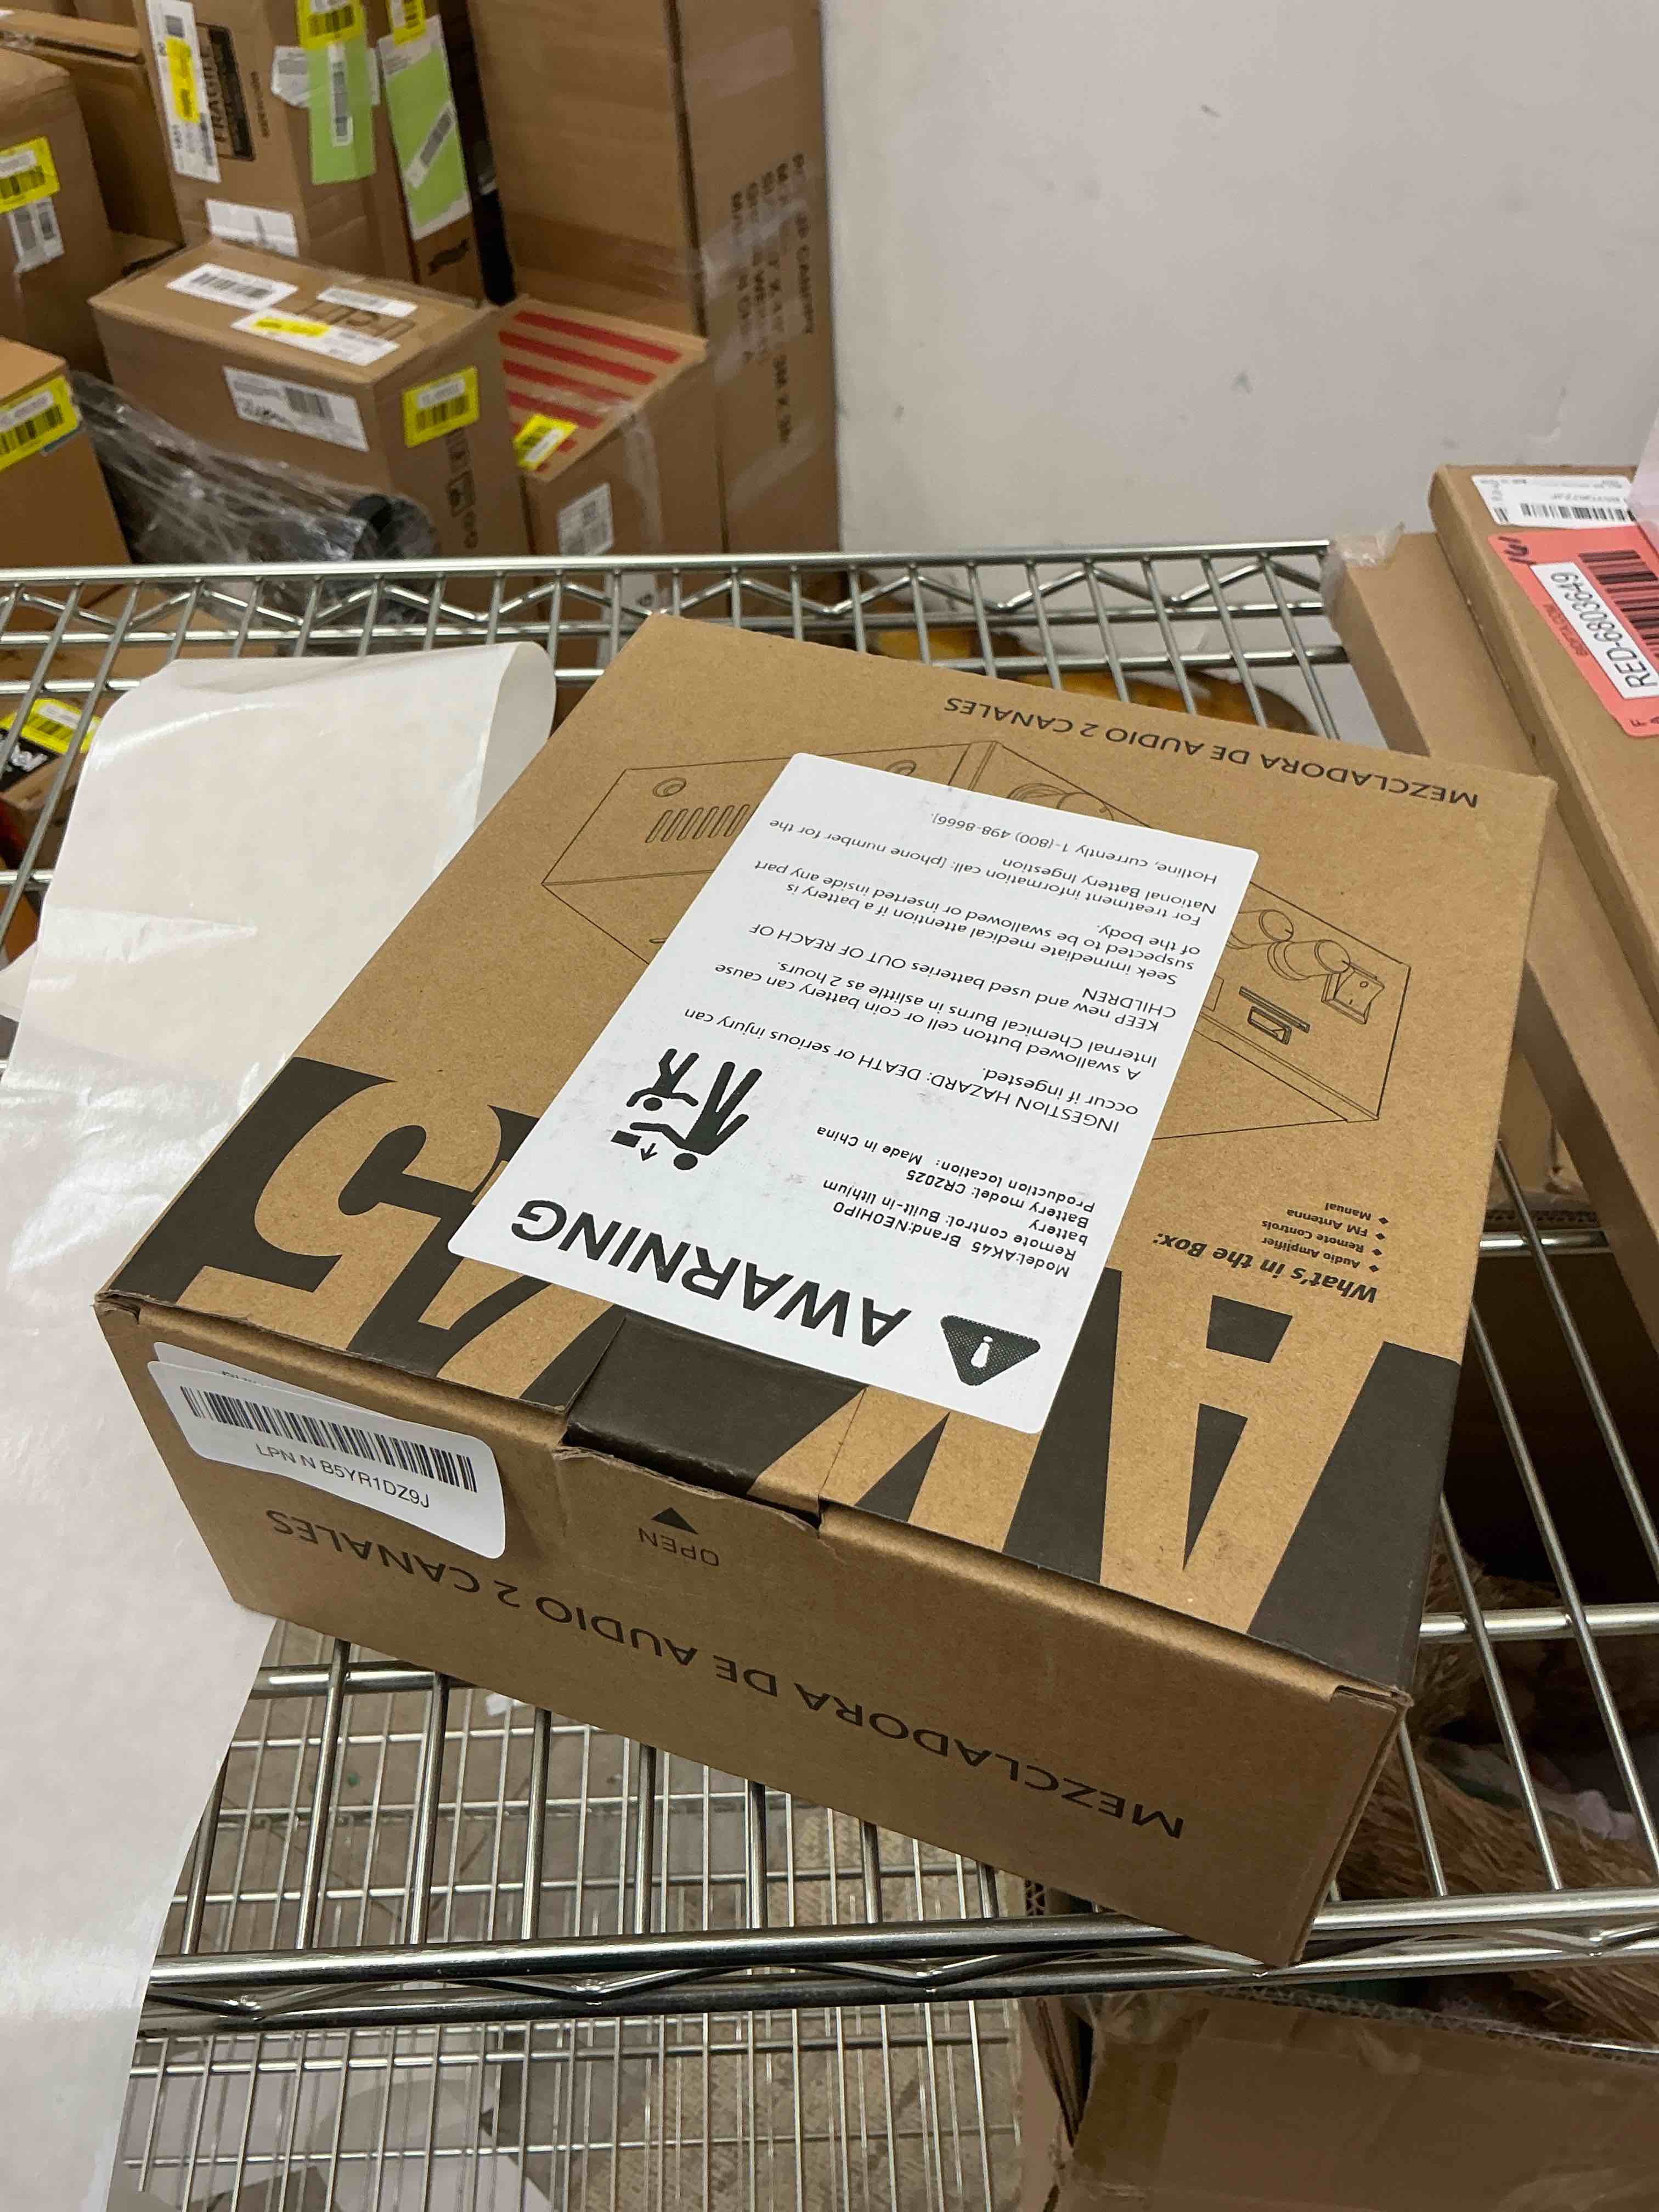 MEZCLADORA DE AUDIO 2 CANALES
AWARNING
Model:AK45 Brand:NEOHIPO
Remote control: Built-in lithium
battery
Battery model: CR2025
Production location: Made in China
INGESTION HAZARD: DEATH or serious injury can
occur if ingested.
A swallowed button cell or coin battery can cause
Internal Chemical Burns in aslittle as 2 hours.
KEEP new and used batteries OUT OF REACH OF
CHILDREN
Seek immediate medical attention if a battery is
suspected to be swallowed or inserted inside any part
of the body.
For treatment information call: [phone number for the
National Battery Ingestion
Hotline, currently 1-(800) 498-8666].
What's in the Box:
◆ Audio Amplifier
◆ Remote Controls
◆ FM Antenna
◆ Manual
OPEN
LPN N B5YR1DZ9J
MEZCLADORA DE AUDIO 2 CANALES
RED-6803649
FRAGILE